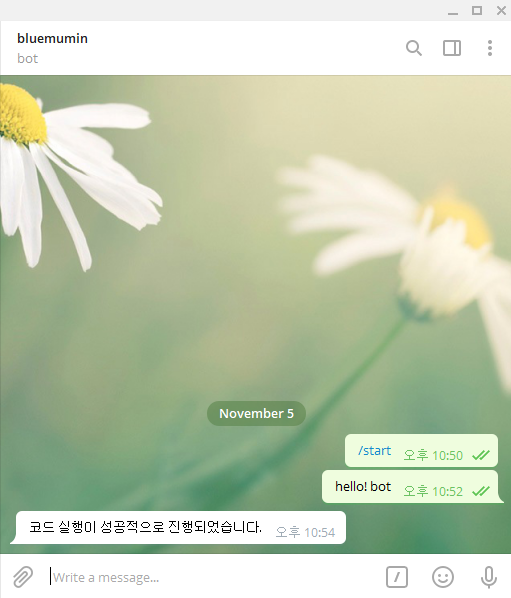 bluemumin
bot
November 5
/start 오후 10:50
hello! bot 오후 10:52
코드 실행이 성공적으로 진행되었습니다. 오후 10:54
Write a message...